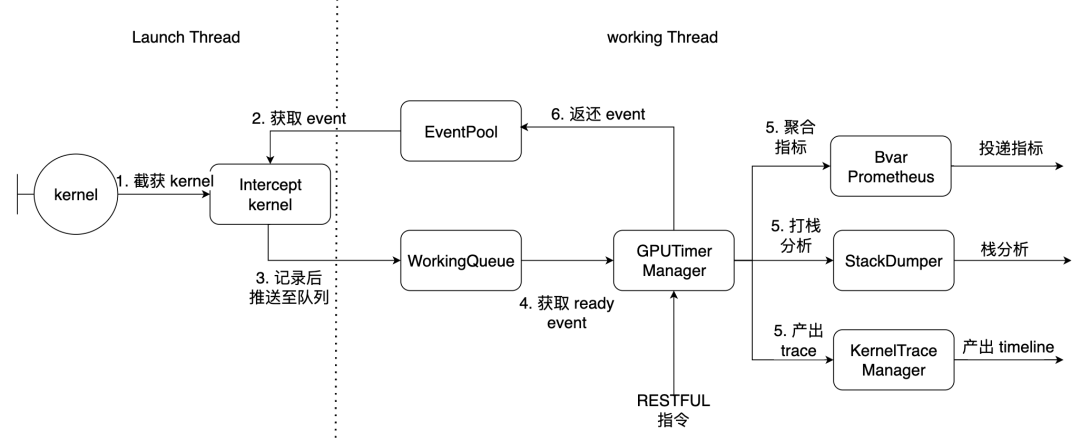 Launch Thread
working Thread
2. 获取 event
EventPool
6. 返还 event
5. 聚合
指标
Bvar
Prometheus
投递指标
kernel
1. 截获 kernel
Intercept
kernel
3. 记录后
推送至队列
WorkingQueue
4. 获取 ready
event
GPUTimer
Manager
5. 打栈
分析
StackDumper
栈分析
5. 产出
trace
KernelTrace
Manager
产出 timeline
RESTFUL
指令